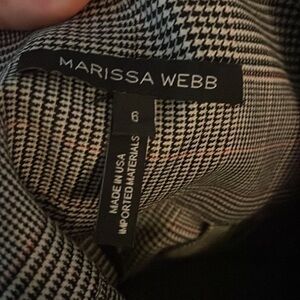 MARISSA WEBB
6
MADE IN USA
IMPORTED MATERIALS